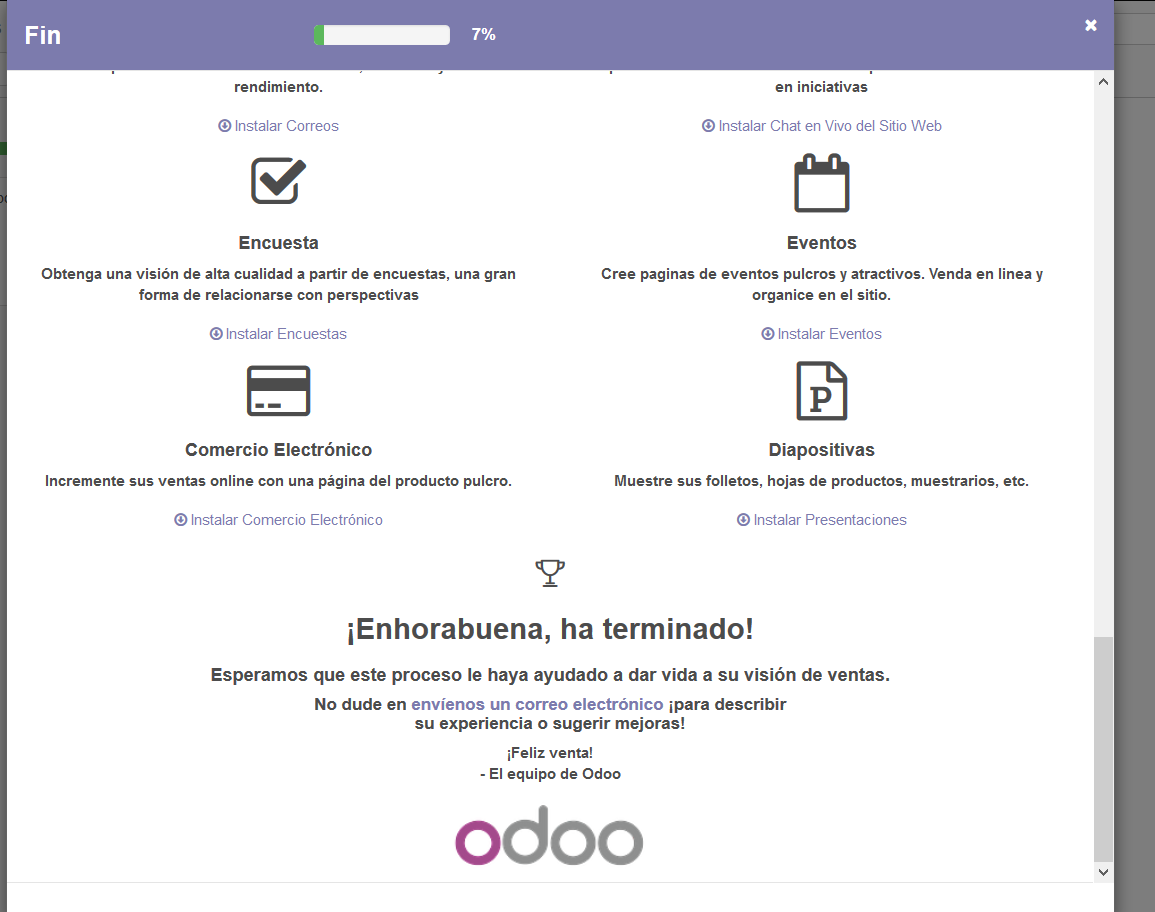 Fin
7%
rendimiento.
en iniciativas
Instalar Correos
Instalar Chat en Vivo del Sitio Web
Encuesta
Obtenga una visión de alta cualidad a partir de encuestas, una gran
forma de relacionarse con perspectivas
Instalar Encuestas
Eventos
Cree paginas de eventos pulcros y atractivos. Venda en linea y
organice en el sitio.
Instalar Eventos
Comercio Electrónico
Incremente sus ventas online con una página del producto pulcro.
Instalar Comercio Electrónico
P
Diapositivas
Muestre sus folletos, hojas de productos, muestrarios, etc.
Instalar Presentaciones
¡Enhorabuena, ha terminado!
Esperamos que este proceso le haya ayudado a dar vida a su visión de ventas.
No dude en envíenos un correo electrónico ¡para describir
su experiencia o sugerir mejoras!
¡Feliz venta!
- El equipo de Odoo
odoo